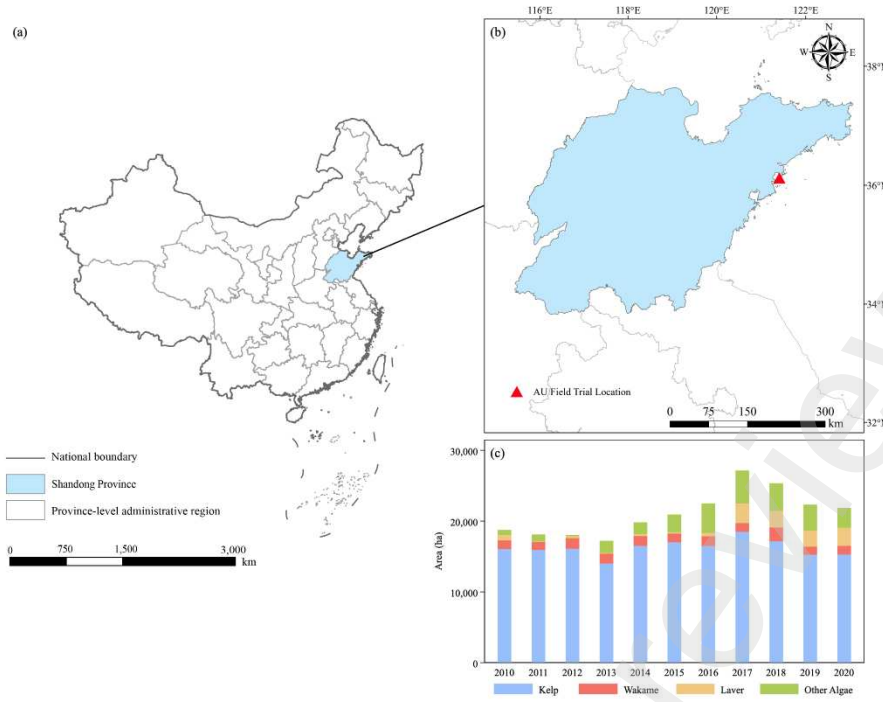 (a)
National boundary
Shandong Province
Province-level administrative region
0 750 1,500 3,000
km
(b)
116°E 118°E 120°E 122°E
N
W E
S
38°N
36°N
34°N
32°N
AU Field Trial Location
0 75 150 300
km
(c)
Area (ha)
30,000
20,000
10,000
0
2010 2011 2012 2013 2014 2015 2016 2017 2018 2019 2020
Kelp Wakame Laver Other Algae
review